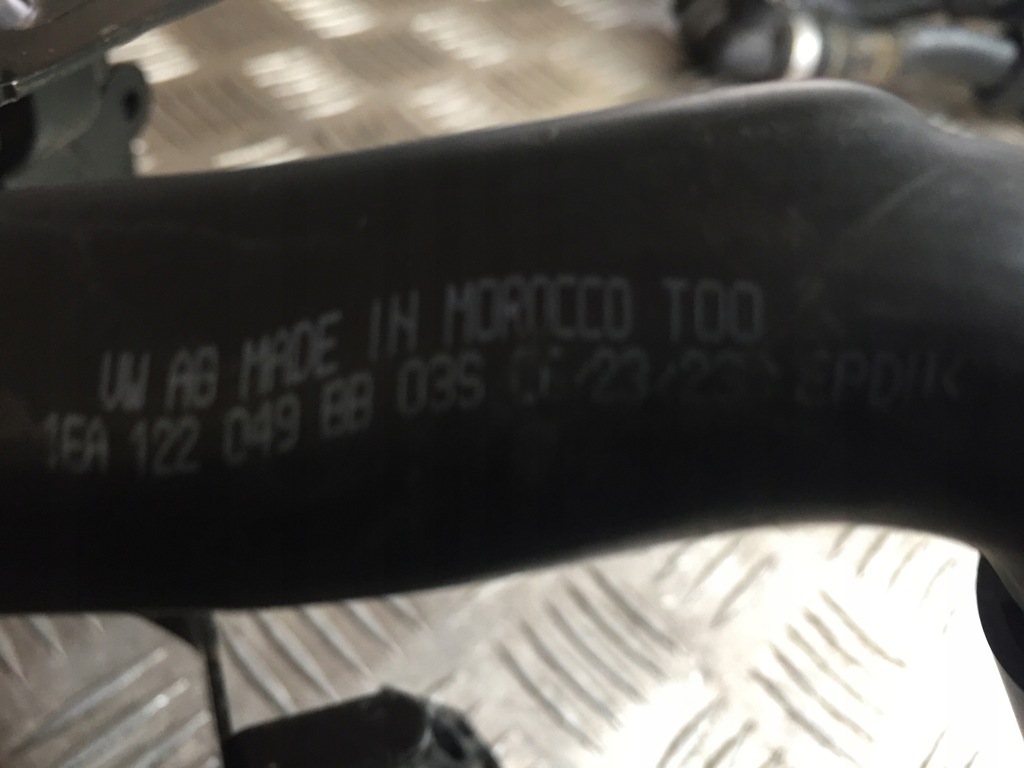 VW AG MADE IN MOROCCO TOO
1EA 122 049 BB 03S